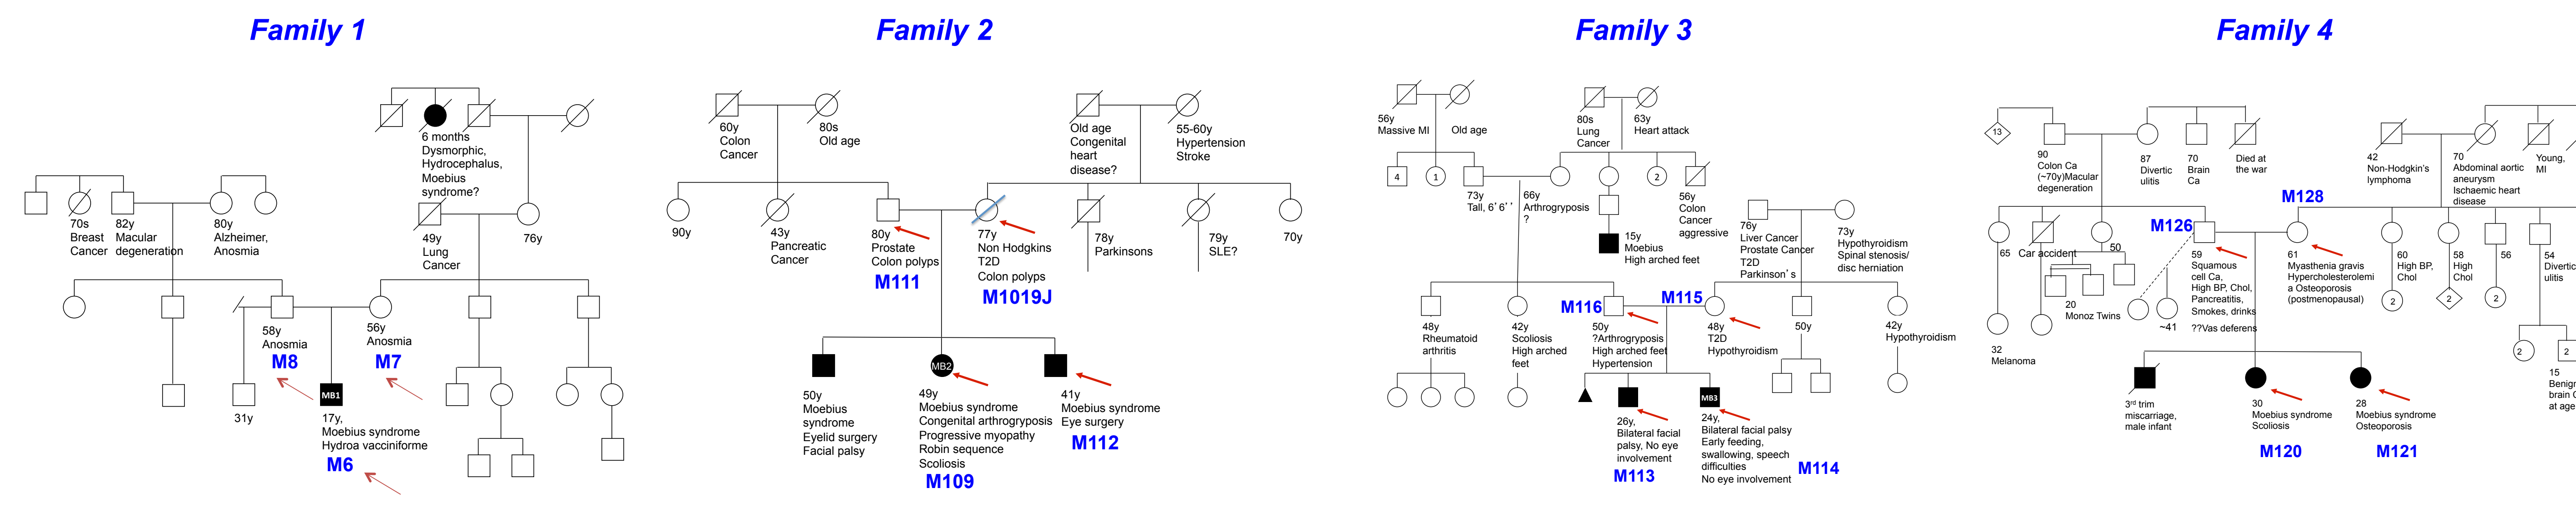 Family 1
6 months
Dysmorphic,
Hydrocephalus,
Moebius
syndrome?
70s
Breast
Cancer
82y
Macular
degeneration
80y
Alzheimer,
Anosmia
49y
Lung
Cancer
76y
58y
Anosmia
M8
56y
Anosmia
M7
31y
MB1
17y,
Moebius syndrome
Hydroa vacciniforme
M6
Family 2
60y
Colon
Cancer
80s
Old age
Old age
Congenital
heart
disease?
55-60y
Hypertension
Stroke
90y
43y
Pancreatic
Cancer
80y
Prostate
Colon polyps
M111
77y
Non Hodgkins
T2D
Colon polyps
M1019J
78y
Parkinsons
79y
SLE?
70y
50y
Moebius
syndrome
Eyelid surgery
Facial palsy
MB2
49y
Moebius syndrome
Congenital arthrogryposis
Progressive myopathy
Robin sequence
Scoliosis
M109
41y
Moebius syndrome
Eye surgery
M112
Family 3
56y
Massive MI
Old age
80s
Lung
Cancer
63y
Heart attack
4
1
73y
Tall, 6’6’’
66y
Arthrogryposis
?
2
56y
Colon
Cancer
aggressive
15y
Moebius
High arched feet
76y
Liver Cancer
Prostate Cancer
T2D
Parkinson’s
73y
Hypothyroidism
Spinal stenosis/
disc herniation
48y
Rheumatoid
arthritis
42y
Scoliosis
High arched
feet
M116
50y
?Arthrogryposis
High arched feet
Hypertension
M115
48y
T2D
Hypothyroidism
50y
42y
Hypothyroidism
26y,
Bilateral facial
palsy, No eye
involvement
M113
MB3
24y,
Bilateral facial palsy
Early feeding,
swallowing, speech
difficulties
No eye involvement
M114
Family 4
13
90
Colon Ca
(~70y)Macular
degeneration
87
Divertic
ulitis
70
Brain
Ca
Died at
the war
42
Non-Hodgkin’s
lymphoma
70
Abdominal aortic
aneurysm
Ischaemic heart
disease
Young,
MI
65
Car accident
50
20
Monoz Twins
~41
M126
59
Squamous
cell Ca,
High BP, Chol,
Pancreatitis,
Smokes, drinks
??Vas deferens
M128
61
Myasthenia gravis
Hypercholesterolemi
a Osteoporosis
(postmenopausal)
60
High BP,
Chol
2
58
High
Chol
2
56
2
54
Divertic
ulitis
32
Melanoma
2
2
15
Benign
brain
at age
3rd trim
miscarriage,
male infant
30
Moebius syndrome
Scoliosis
M120
28
Moebius syndrome
Osteoporosis
M121